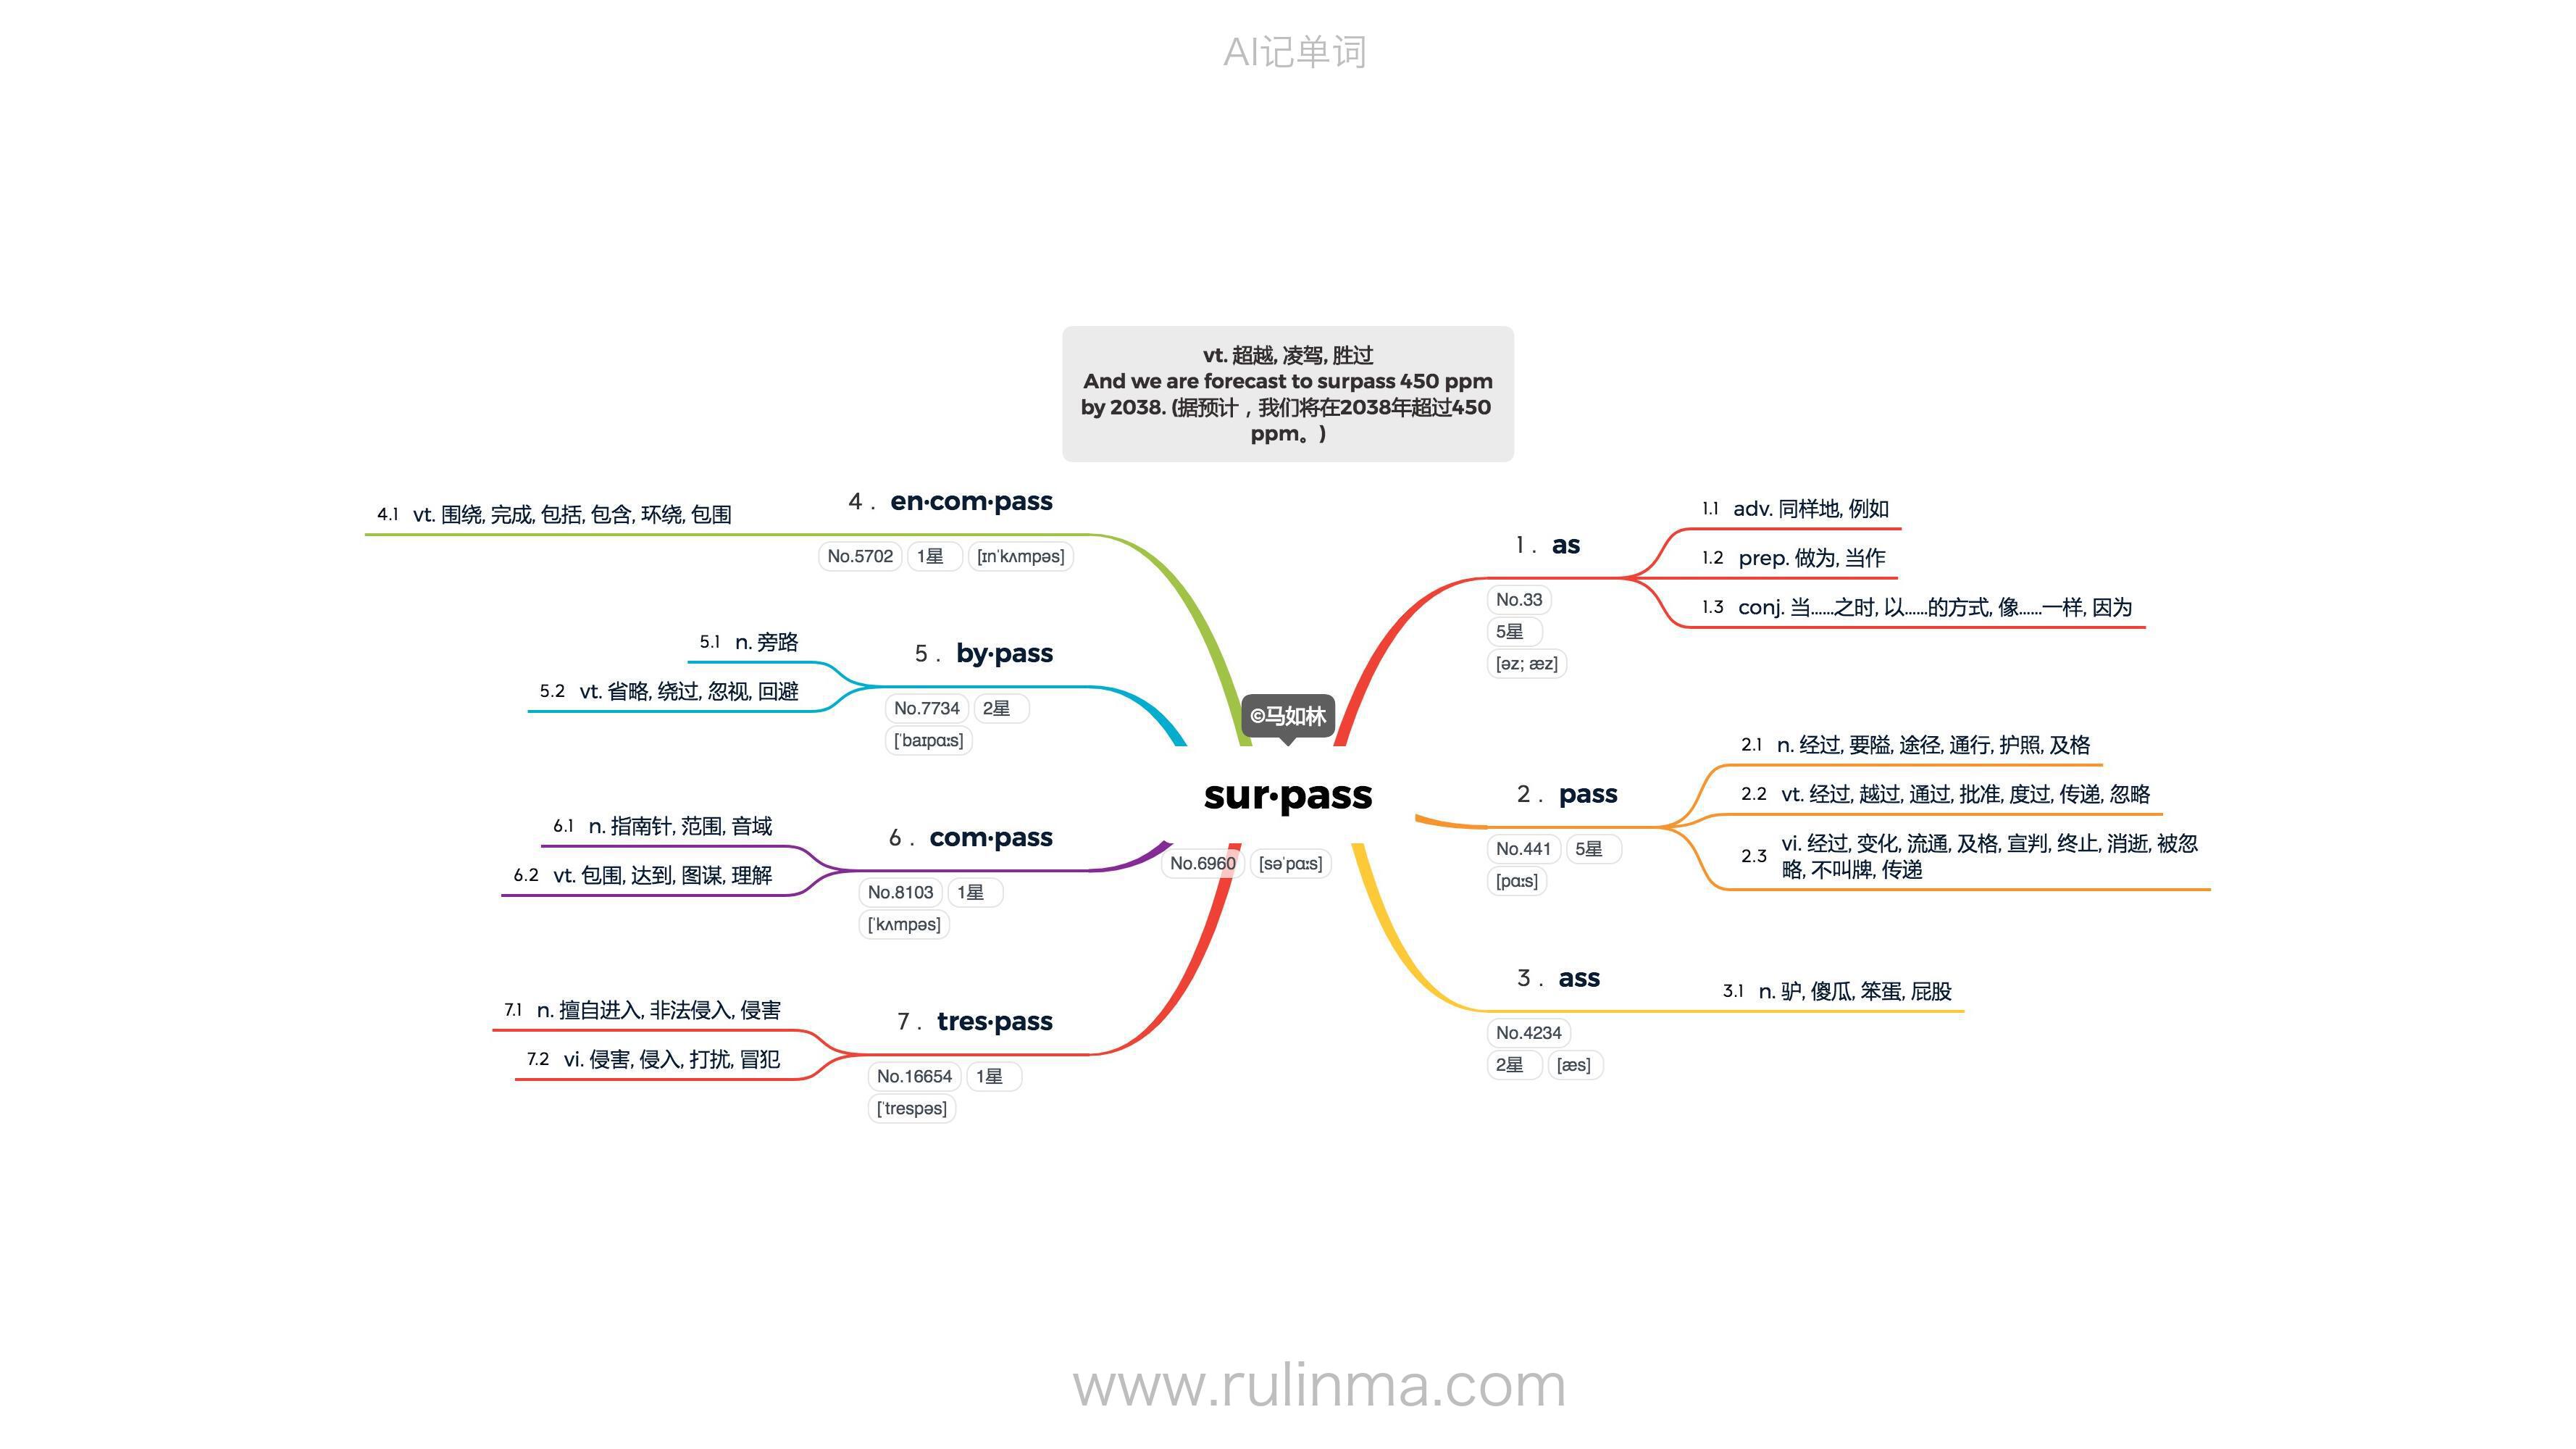 AI记单词
vt. 超越, 凌驾, 胜过
And we are forecast to surpass 450 ppm
by 2038. (据预计，我们将在2038年超过450
ppm。)
©马如林
sur·pass
No.6960 [səˈpɑːs]
1. as
No.33
5星
[əz; æz]
1.1 adv. 同样地, 例如
1.2 prep. 做为, 当作
1.3 conj. 当……之时, 以……的方式, 像……一样, 因为
2. pass
No.441 5星
[pɑːs]
2.1 n. 经过, 要隘, 途径, 通行, 护照, 及格
2.2 vt. 经过, 越过, 通过, 批准, 度过, 传递, 忽略
2.3 vi. 经过, 变化, 流通, 及格, 宣判, 终止, 消逝, 被忽
略, 不叫牌, 传递
3. ass
No.4234
2星 [æs]
3.1 n. 驴, 傻瓜, 笨蛋, 屁股
4. en·com·pass
No.5702 1星 [ɪnˈkʌmpəs]
4.1 vt. 围绕, 完成, 包括, 包含, 环绕, 包围
5. by·pass
No.7734 2星
[ˈbaɪpɑːs]
5.1 n. 旁路
5.2 vt. 省略, 绕过, 忽视, 回避
6. com·pass
No.8103 1星
[ˈkʌmpəs]
6.1 n. 指南针, 范围, 音域
6.2 vt. 包围, 达到, 图谋, 理解
7. tres·pass
No.16654 1星
[ˈtrespəs]
7.1 n. 擅自进入, 非法侵入, 侵害
7.2 vi. 侵害, 侵入, 打扰, 冒犯
www.rulinma.com